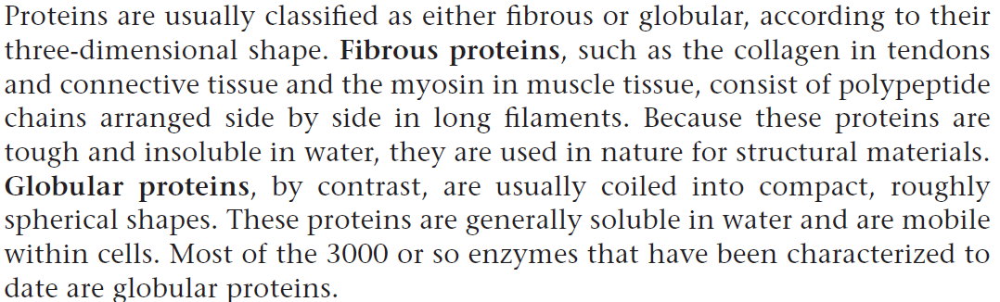 Proteins are usually classified as either fibrous or globular, according to their
three-dimensional shape. Fibrous proteins, such as the collagen in tendons
and connective tissue and the myosin in muscle tissue, consist of polypeptide
chains arranged side by side in long filaments. Because these proteins are
tough and insoluble in water, they are used in nature for structural materials.
Globular proteins, by contrast, are usually coiled into compact, roughly
spherical shapes. These proteins are generally soluble in water and are mobile
within cells. Most of the 3000 or so enzymes that have been characterized to
date are globular proteins.